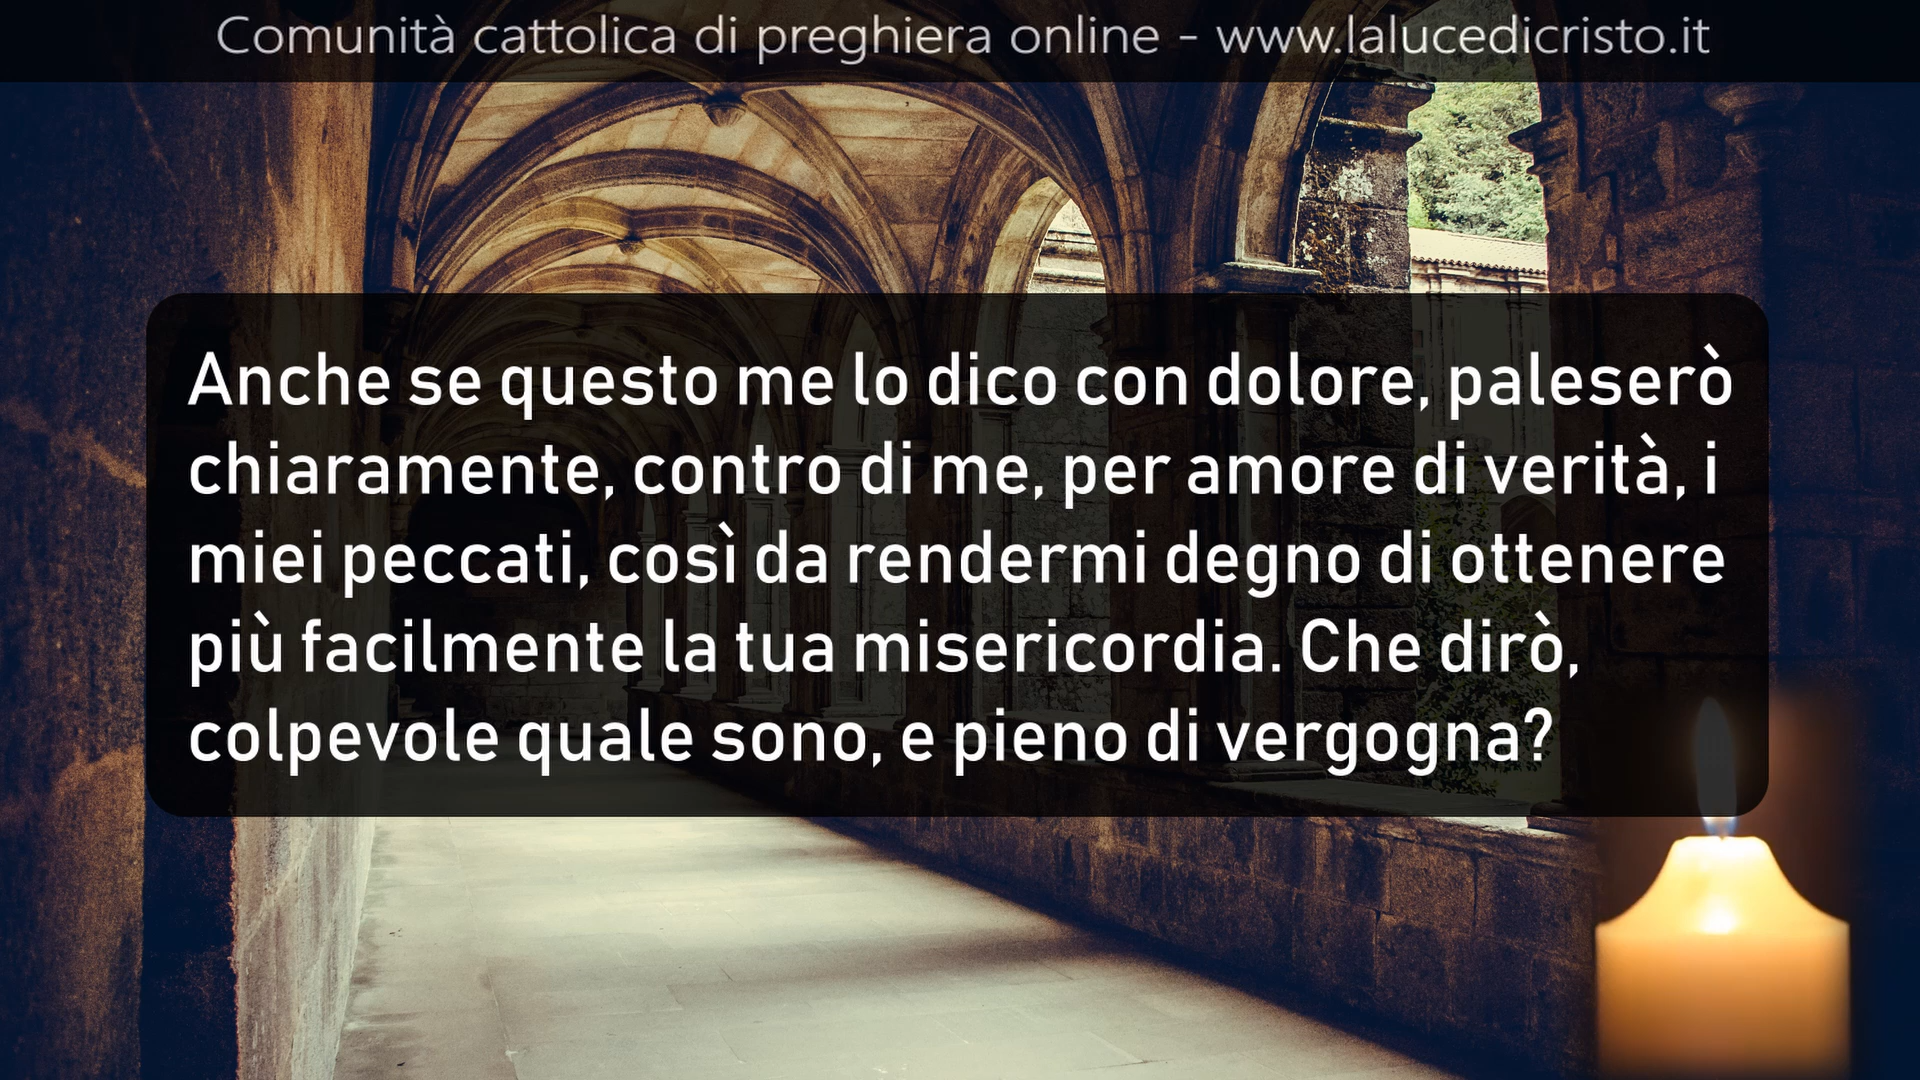 Comunità cattolica di preghiera online - www.lalucedicristo.it
Anche se questo me lo dico con dolore, paleserò
chiaramente, contro di me, per amore di verità, i
miei peccati, così da rendermi degno di ottenere
più facilmente la tua misericordia. Che dirò,
colpevole quale sono, e pieno di vergogna?